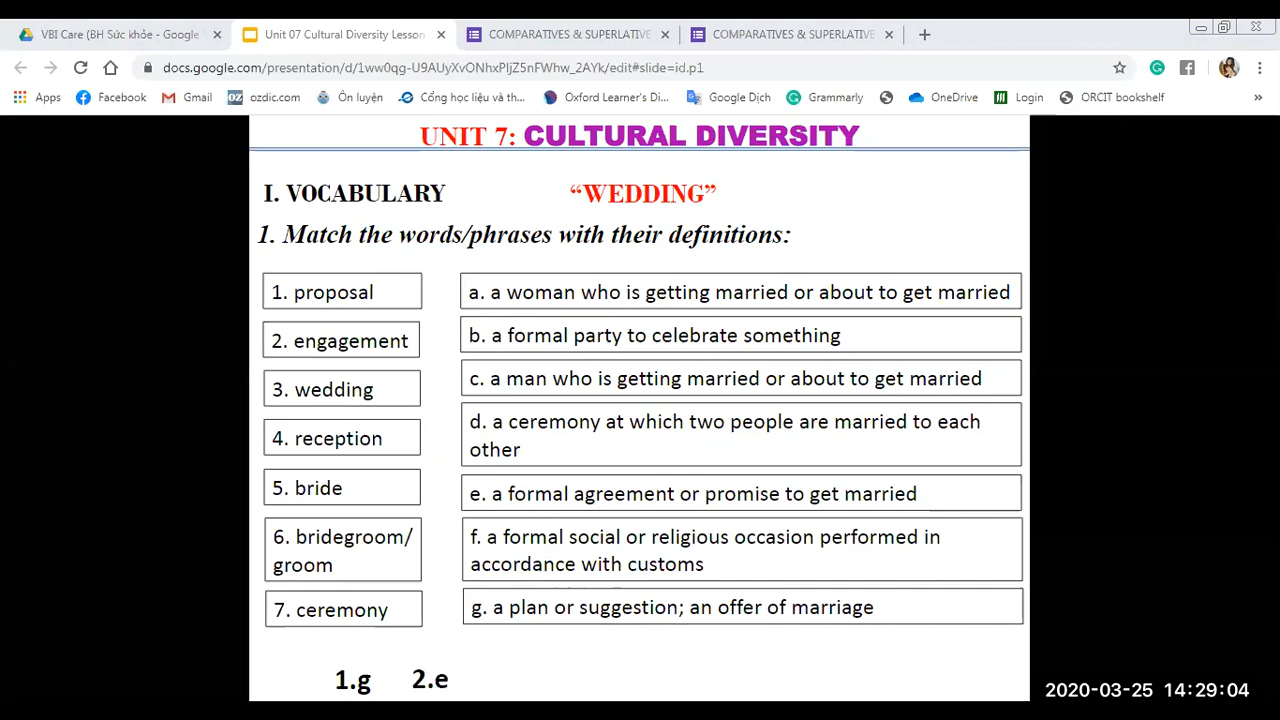 VBI Care (BH Sức khỏe - Google
Unit 07 Cultural Diversity Lesson
COMPARATIVES & SUPERLATIVE
COMPARATIVES & SUPERLATIVE
docs.google.com/presentation/d/1ww0qg-U9AUyXvONhxPljZ5nFWhw_2AYk/edit#slide=id.p1
Apps Facebook Gmail OZ ozdic.com Ôn luyện Cổng học liệu và th... Oxford Learner's Di... Google Dịch Grammarly OneDrive Login ORCIT bookshelf »
UNIT 7: CULTURAL DIVERSITY
I. VOCABULARY “WEDDING”
1. Match the words/phrases with their definitions:
1. proposal
2. engagement
3. wedding
4. reception
5. bride
6. bridegroom/
groom
7. ceremony
a. a woman who is getting married or about to get married
b. a formal party to celebrate something
c. a man who is getting married or about to get married
d. a ceremony at which two people are married to each
other
e. a formal agreement or promise to get married
f. a formal social or religious occasion performed in
accordance with customs
g. a plan or suggestion; an offer of marriage
1.g 2.e
2020-03-25 14:29:04